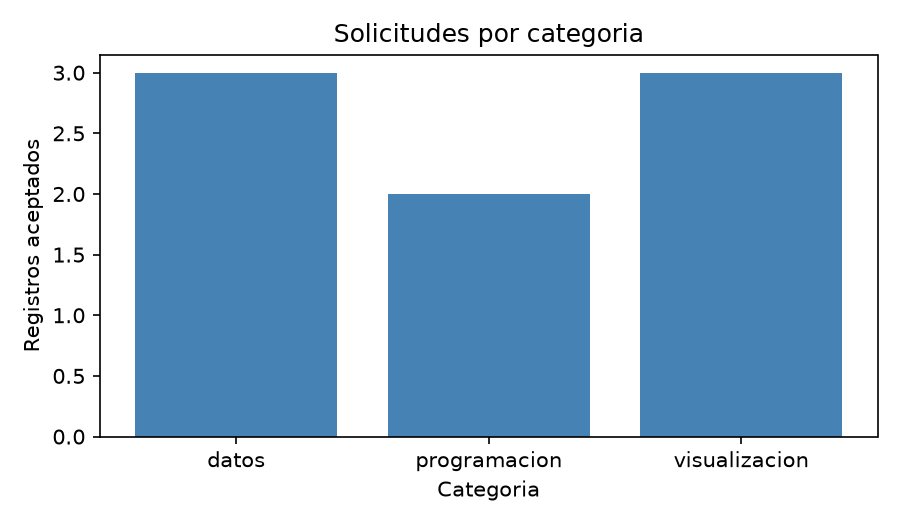 Solicitudes por categoria
Registros aceptados
3.0
2.5
2.0
1.5
1.0
0.5
0.0
datos programacion visualizacion
Categoria